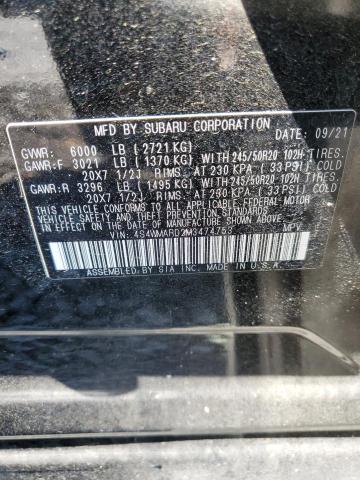 MFD BY SUBARU CORPORATION DATE: 09/21
GVWR: 6000 LB (2721 KG)
GAWR:F 3021 LB (1370 KG) WITH 245/50R20 102H TIRES.
20X7 1/2J RIMS. AT 230 KPA ( 33 PSI) COLD
GAWR:R 3296 LB (1495 KG) WITH 245/50R20 102H TIRES.
20X7 1/2J RIMS. AT 230 KPA ( 33 PSI) COLD
THIS VEHICLE CONFORMS TO ALL APPLICABLE FEDERAL MOTOR
VEHICLE SAFETY AND THEFT PREVENTION STANDARDS IN EFFECT
ON THE DATE OF MANUFACTURE SHOWN ABOVE.
VIN: 4S4WMARD2M3474753 MPV
ASSEMBLED BY SIA INC. MADE IN U.S.A.